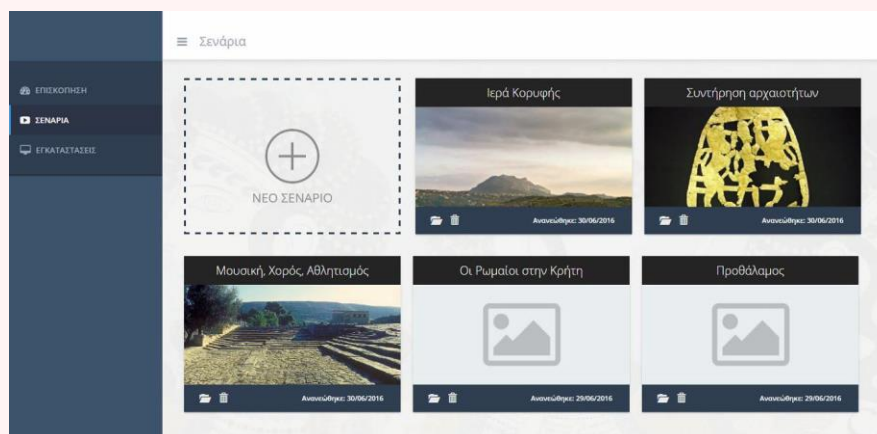 Σενάρια
ΕΠΙΣΚΟΠΗΣΗ
ΣΕΝΑΡΙΑ
ΕΓΚΑΤΑΣΤΑΣΕΙΣ
ΝΕΟ ΣΕΝΑΡΙΟ
Ιερά Κορυφής
Ανανεώθηκε: 30/06/2016
Συντήρηση αρχαιοτήτων
Ανανεώθηκε: 30/06/2016
Μουσική, Χορός, Αθλητισμός
Ανανεώθηκε: 30/06/2016
Οι Ρωμαίοι στην Κρήτη
Ανανεώθηκε: 29/06/2016
Προθάλαμος
Ανανεώθηκε: 29/06/2016